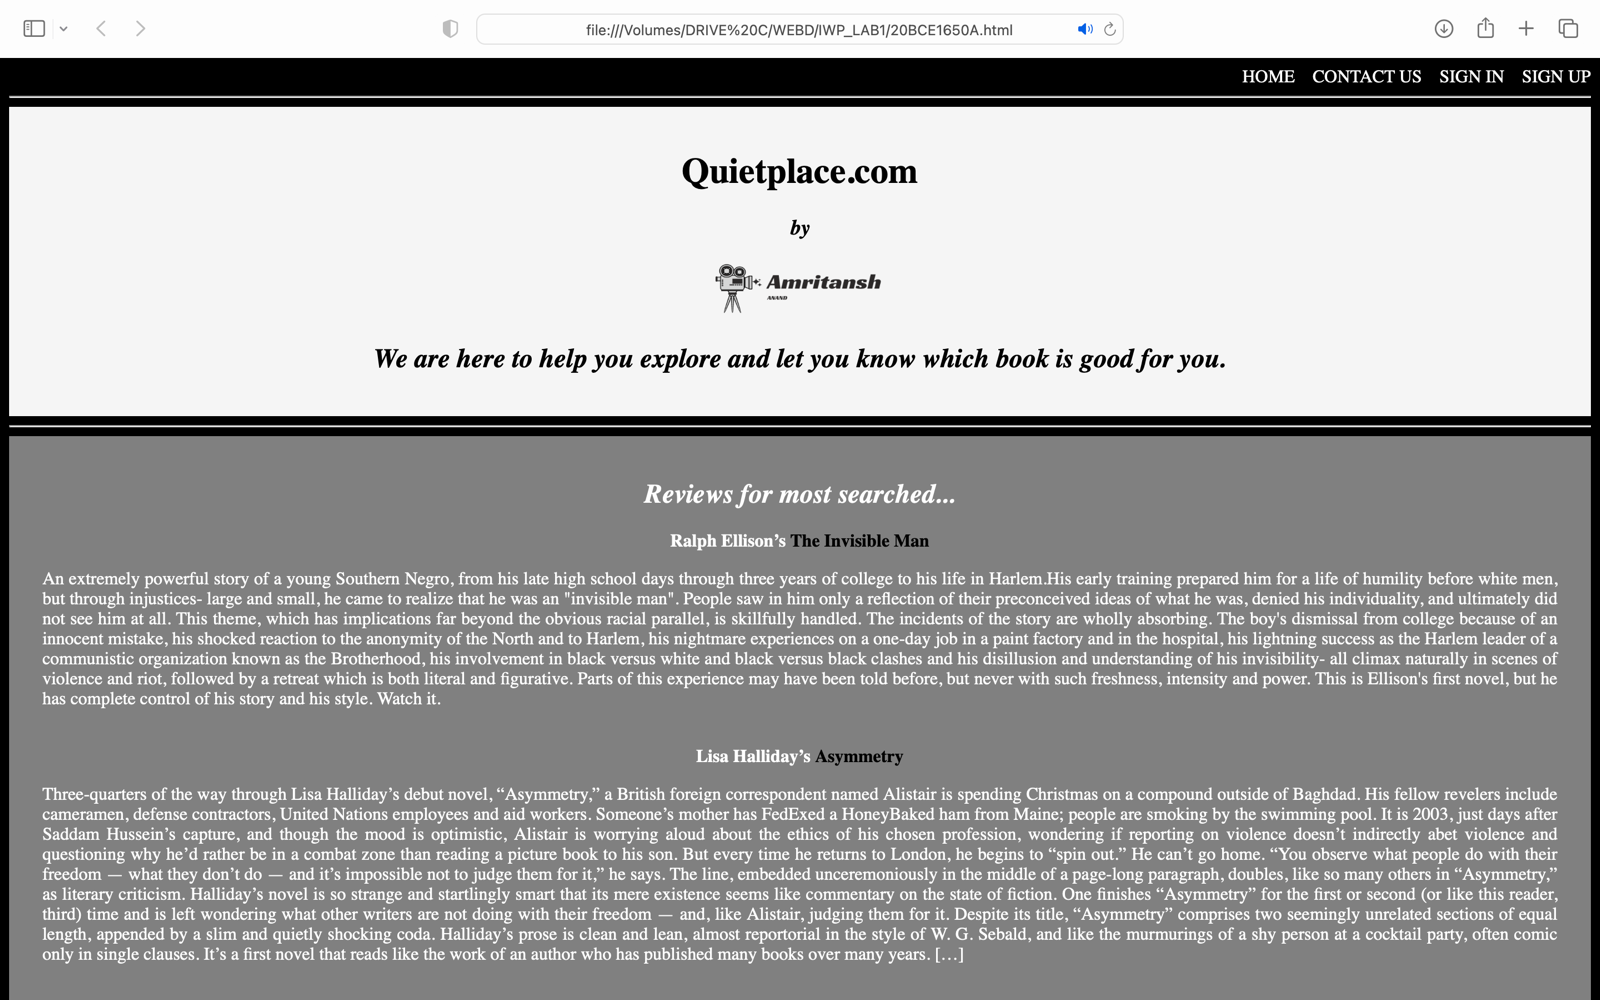 file:///Volumes/DRIVE%20C/WEBD/IWP_LAB1/20BCE1650A.html
HOME CONTACT US SIGN IN SIGN UP
Quietplace.com
by
Amritansh
ANAND
We are here to help you explore and let you know which book is good for you.
Reviews for most searched...
Ralph Ellison’s The Invisible Man
An extremely powerful story of a young Southern Negro, from his late high school days through three years of college to his life in Harlem.His early training prepared him for a life of humility before white men,
but through injustices- large and small, he came to realize that he was an "invisible man". People saw in him only a reflection of their preconceived ideas of what he was, denied his individuality, and ultimately did
not see him at all. This theme, which has implications far beyond the obvious racial parallel, is skillfully handled. The incidents of the story are wholly absorbing. The boy's dismissal from college because of an
innocent mistake, his shocked reaction to the anonymity of the North and to Harlem, his nightmare experiences on a one-day job in a paint factory and in the hospital, his lightning success as the Harlem leader of a
communistic organization known as the Brotherhood, his involvement in black versus white and black versus black clashes and his disillusion and understanding of his invisibility- all climax naturally in scenes of
violence and riot, followed by a retreat which is both literal and figurative. Parts of this experience may have been told before, but never with such freshness, intensity and power. This is Ellison's first novel, but he
has complete control of his story and his style. Watch it.
Lisa Halliday’s Asymmetry
Three-quarters of the way through Lisa Halliday’s debut novel, “Asymmetry,” a British foreign correspondent named Alistair is spending Christmas on a compound outside of Baghdad. His fellow revelers include
cameramen, defense contractors, United Nations employees and aid workers. Someone’s mother has FedExed a HoneyBaked ham from Maine; people are smoking by the swimming pool. It is 2003, just days after
Saddam Hussein’s capture, and though the mood is optimistic, Alistair is worrying aloud about the ethics of his chosen profession, wondering if reporting on violence doesn’t indirectly abet violence and
questioning why he’d rather be in a combat zone than reading a picture book to his son. But every time he returns to London, he begins to “spin out.” He can’t go home. “You observe what people do with their
freedom — what they don’t do — and it’s impossible not to judge them for it,” he says. The line, embedded unceremoniously in the middle of a page-long paragraph, doubles, like so many others in “Asymmetry,”
as literary criticism. Halliday’s novel is so strange and startlingly smart that its mere existence seems like commentary on the state of fiction. One finishes “Asymmetry” for the first or second (or like this reader,
third) time and is left wondering what other writers are not doing with their freedom — and, like Alistair, judging them for it. Despite its title, “Asymmetry” comprises two seemingly unrelated sections of equal
length, appended by a slim and quietly shocking coda. Halliday’s prose is clean and lean, almost reportorial in the style of W. G. Sebald, and like the murmurings of a shy person at a cocktail party, often comic
only in single clauses. It’s a first novel that reads like the work of an author who has published many books over many years. […]